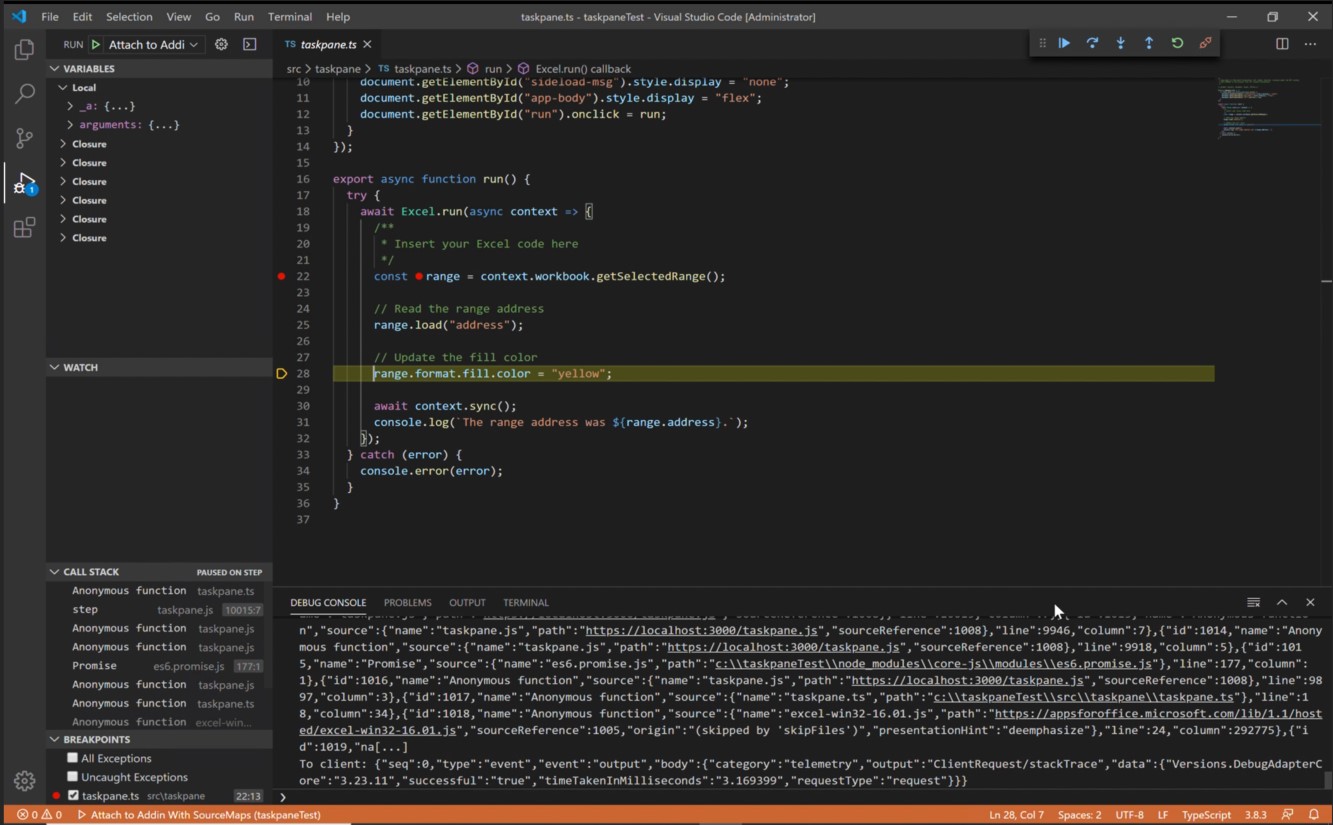 File Edit Selection View Go Run Terminal Help
taskpane.ts - taskpaneTest - Visual Studio Code [Administrator]
RUN Attach to Addi
TS taskpane.ts
src > taskpane > TS taskpane.ts > run > Excel.run() callback
VARIABLES
Local
_a: {...}
arguments: {...}
Closure
Closure
Closure
Closure
Closure
Closure
WATCH
CALL STACK PAUSED ON STEP
Anonymous function taskpane.ts
step taskpane.js 10015:7
Anonymous function taskpane.js
Anonymous function taskpane.js
Promise es6.promise.js 177:1
Anonymous function taskpane.js
Anonymous function taskpane.ts
Anonymous function excel-win...
BREAKPOINTS
All Exceptions
Uncaught Exceptions
taskpane.ts src\taskpane 22:13
1
10 document.getElementById("sideload-msg").style.display = "none";
11 document.getElementById("app-body").style.display = "flex";
12 document.getElementById("run").onclick = run;
13 }
14 });
15
16 export async function run() {
17 try {
18 await Excel.run(async context => {
19 /**
20 * Insert your Excel code here
21 */
22 const range = context.workbook.getSelectedRange();
23
24 // Read the range address
25 range.load("address");
26
27 // Update the fill color
28 range.format.fill.color = "yellow";
29
30 await context.sync();
31 console.log(`The range address was ${range.address}.`);
32 });
33 } catch (error) {
34 console.error(error);
35 }
36 }
37
DEBUG CONSOLE PROBLEMS OUTPUT TERMINAL
n","source":{"name":"taskpane.js","path":"https://localhost:3000/taskpane.js","sourceReference":1008},"line":9946,"column":7},{"id":1014,"name":"Anony
mous function","source":{"name":"taskpane.js","path":"https://localhost:3000/taskpane.js","sourceReference":1008},"line":9918,"column":5},{"id":101
5,"name":"Promise","source":{"name":"es6.promise.js","path":"c:\\taskpaneTest\\node_modules\\core-js\\modules\\es6.promise.js"},"line":177,"column":
1},{"id":1016,"name":"Anonymous function","source":{"name":"taskpane.js","path":"https://localhost:3000/taskpane.js","sourceReference":1008},"line":98
97,"column":3},{"id":1017,"name":"Anonymous function","source":{"name":"taskpane.ts","path":"c:\\taskpaneTest\\src\\taskpane\\taskpane.ts"},"line":1
8,"column":34},{"id":1018,"name":"Anonymous function","source":{"name":"excel-win32-16.01.js","path":"https://appsforoffice.microsoft.com/lib/1.1/host
ed/excel-win32-16.01.js","sourceReference":1005,"origin":"(skipped by 'skipFiles')","presentationHint":"deemphasize"},"line":24,"column":292775},{"i
d":1019,"na[...]
To client: {"seq":0,"type":"event","event":"output","body":{"category":"telemetry","output":"ClientRequest/stackTrace","data":{"Versions.DebugAdapterC
ore":"3.23.11","successful":"true","timeTakenInMilliseconds":"3.169399","requestType":"request"}}}
0 0 Attach to Addin With SourceMaps (taskpaneTest)
Ln 28, Col 7 Spaces: 2 UTF-8 LF TypeScript 3.8.3